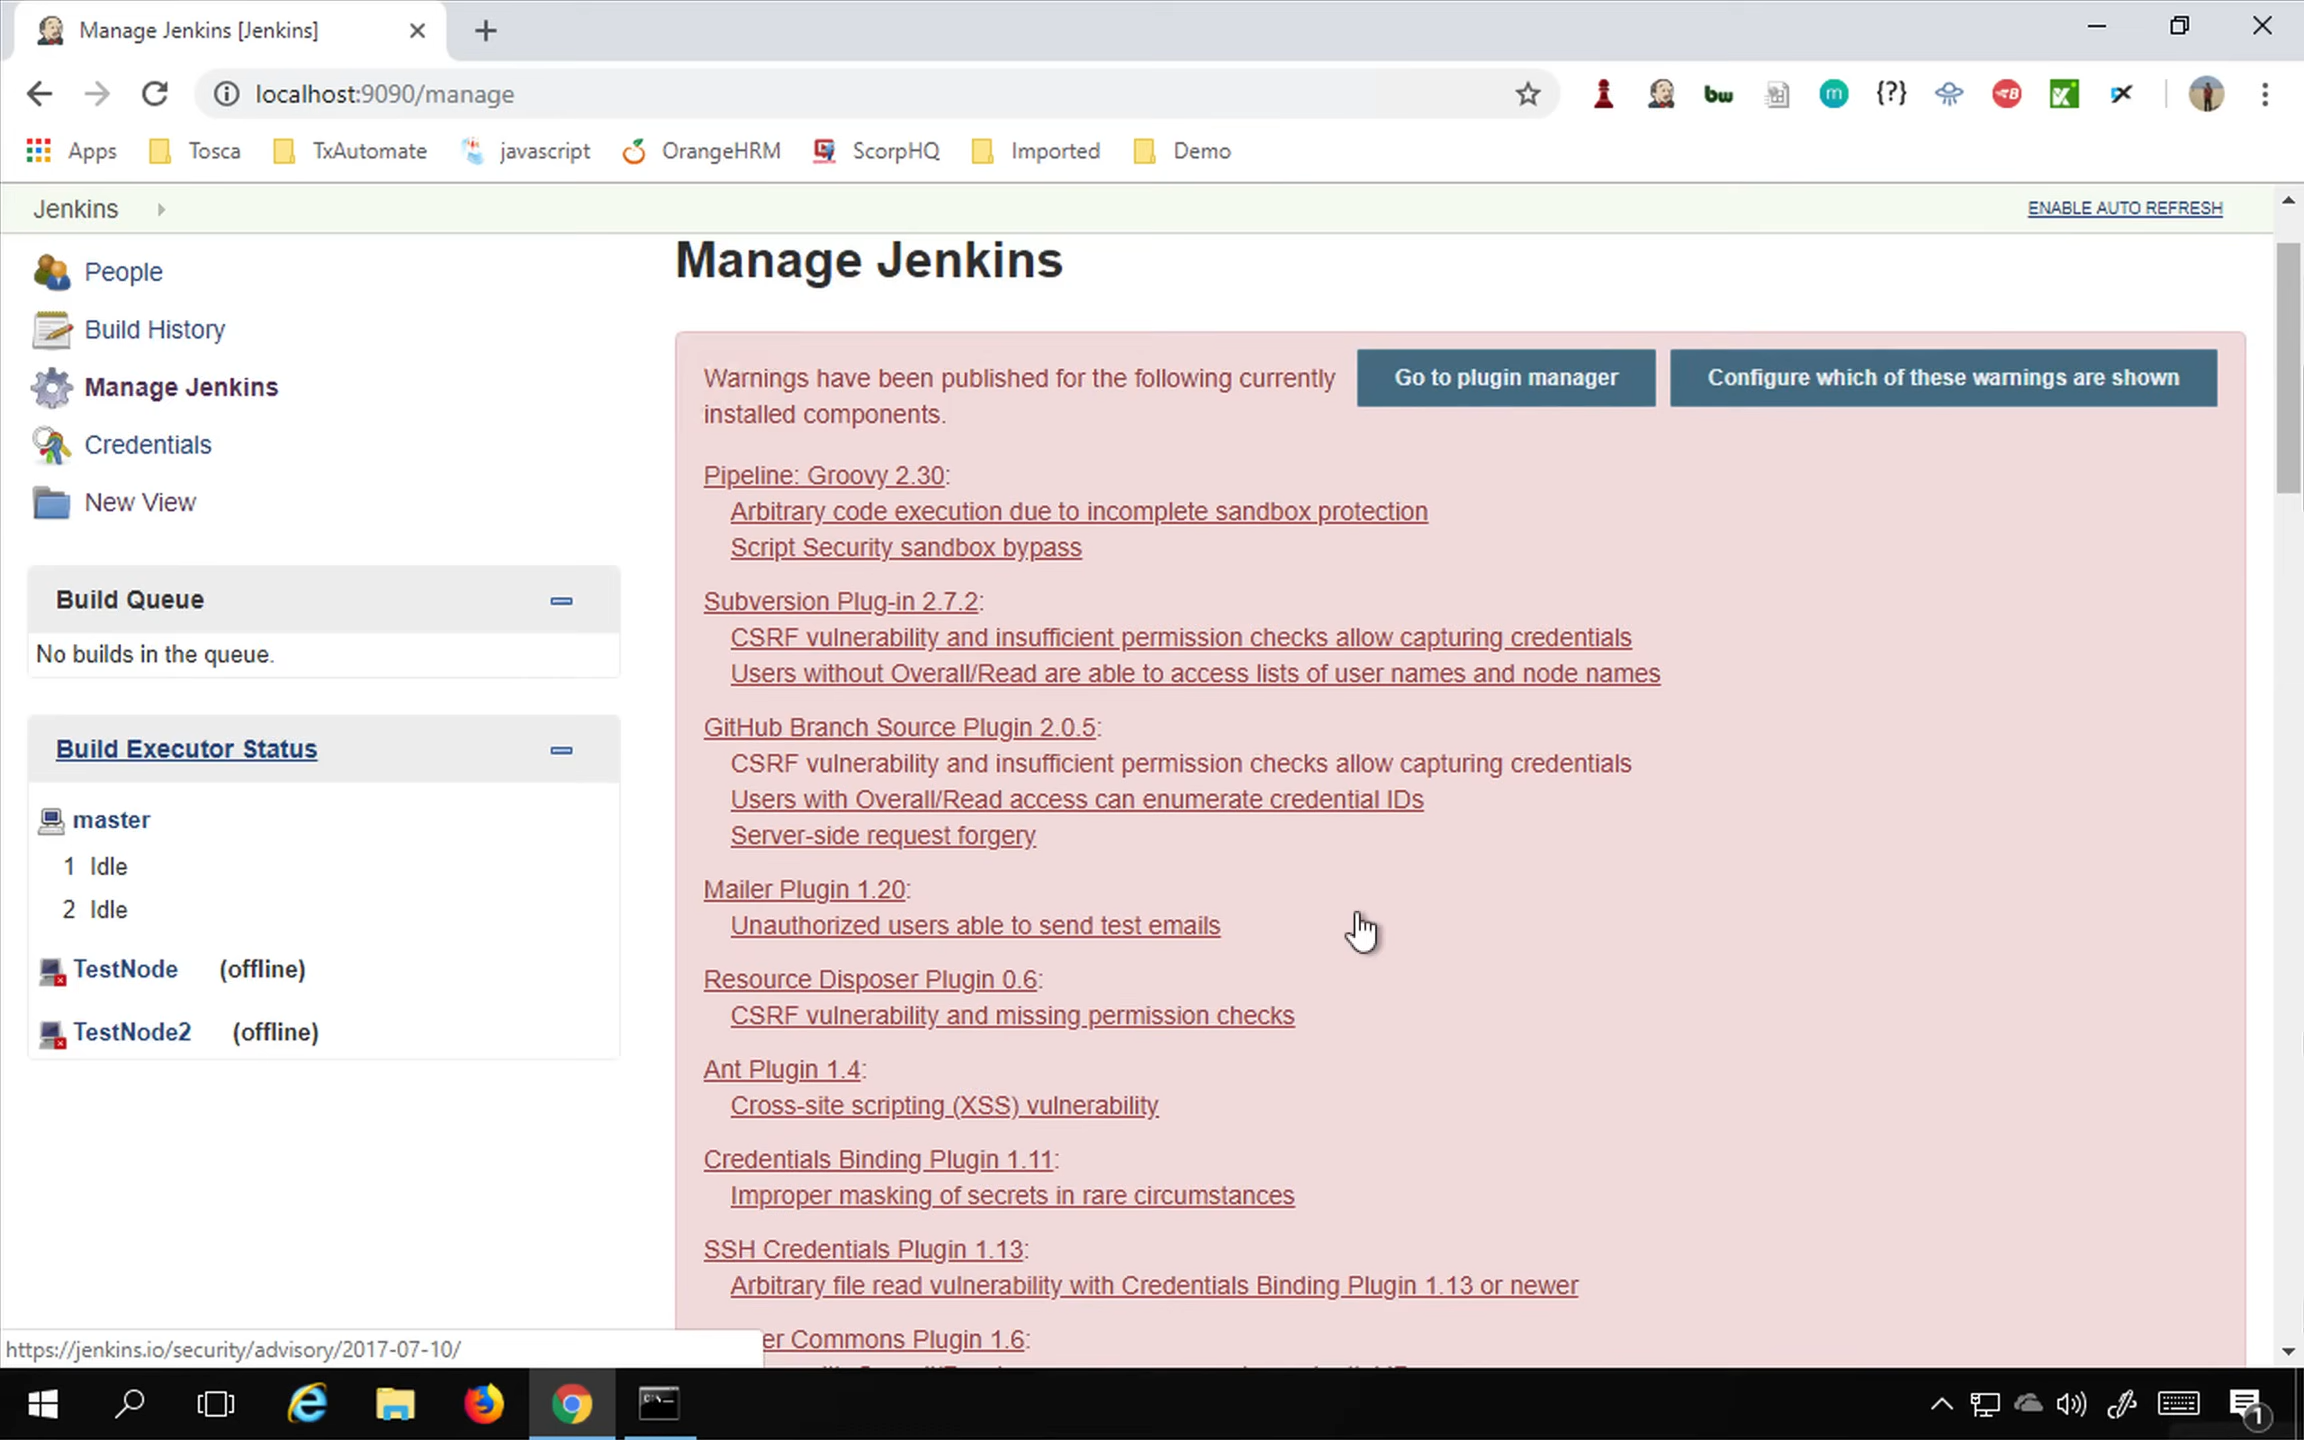 Manage Jenkins [Jenkins]
localhost:9090/manage
bw
m
{?}
B
Apps
Tosca
TxAutomate
javascript
OrangeHRM
ScorpHQ
Imported
Demo
Jenkins
ENABLE AUTO REFRESH
People
Build History
Manage Jenkins
Credentials
New View
Build Queue
No builds in the queue.
Build Executor Status
master
1 Idle
2 Idle
TestNode (offline)
TestNode2 (offline)
Manage Jenkins
Warnings have been published for the following currently
installed components.
Go to plugin manager
Configure which of these warnings are shown
Pipeline: Groovy 2.30:
Arbitrary code execution due to incomplete sandbox protection
Script Security sandbox bypass
Subversion Plug-in 2.7.2:
CSRF vulnerability and insufficient permission checks allow capturing credentials
Users without Overall/Read are able to access lists of user names and node names
GitHub Branch Source Plugin 2.0.5:
CSRF vulnerability and insufficient permission checks allow capturing credentials
Users with Overall/Read access can enumerate credential IDs
Server-side request forgery
Mailer Plugin 1.20:
Unauthorized users able to send test emails
Resource Disposer Plugin 0.6:
CSRF vulnerability and missing permission checks
Ant Plugin 1.4:
Cross-site scripting (XSS) vulnerability
Credentials Binding Plugin 1.11:
Improper masking of secrets in rare circumstances
SSH Credentials Plugin 1.13:
Arbitrary file read vulnerability with Credentials Binding Plugin 1.13 or newer
er Commons Plugin 1.6:
https://jenkins.io/security/advisory/2017-07-10/
1